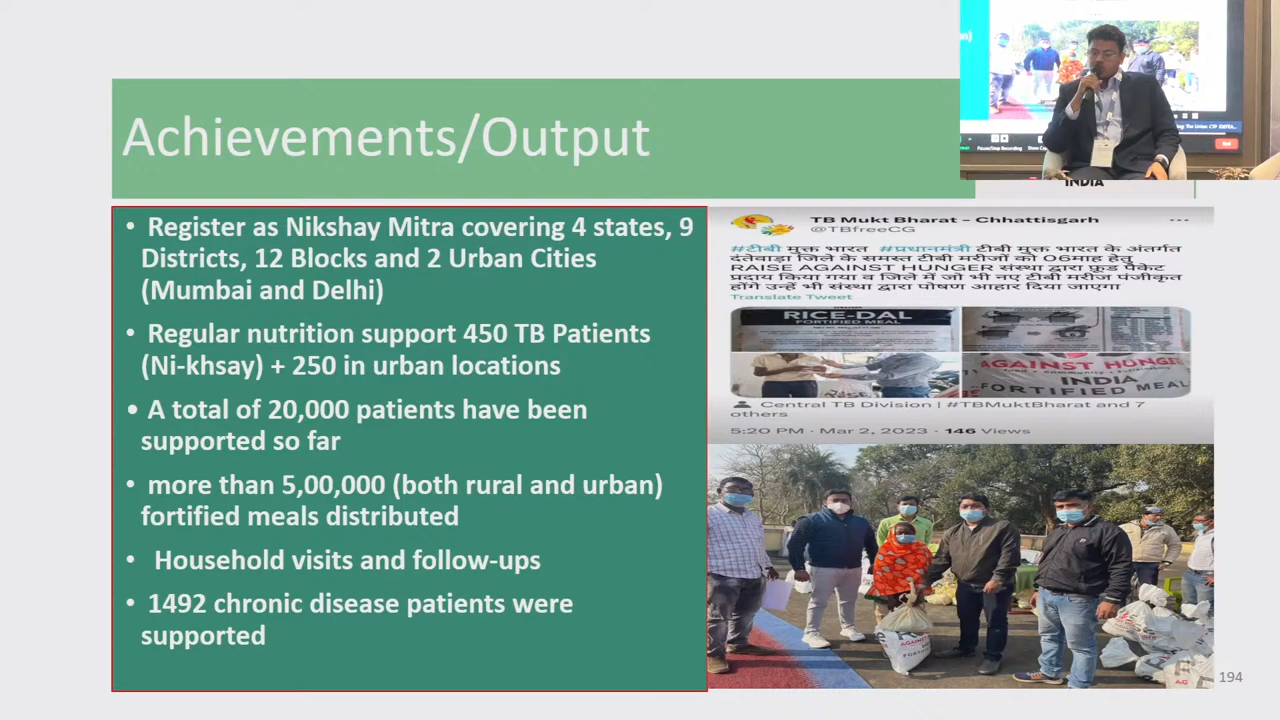 Achievements/Output
INDIA
• Register as Nikshay Mitra covering 4 states, 9
Districts, 12 Blocks and 2 Urban Cities
(Mumbai and Delhi)
• Regular nutrition support 450 TB Patients
(Ni-khsay) + 250 in urban locations
• A total of 20,000 patients have been
supported so far
• more than 5,00,000 (both rural and urban)
fortified meals distributed
• Household visits and follow-ups
• 1492 chronic disease patients were
supported
TB Mukt Bharat – Chhattisgarh
@TBfreeCG
#टीबी मुक्त भारत #प्रधानमंत्री टीबी मुक्त भारत के अंतर्गत
दंतेवाड़ा जिले के समस्त टीबी मरीजों को 06माह हेतु
RAISE AGAINST HUNGER संस्था द्वारा फ़ूड पैकेट
प्रदाय किया गया व जिले में जो भी नए टीबी मरीज पंजीकृत
होंगे उन्हें भी संस्था द्वारा पोषण आहार दिया जाएगा
Translate Tweet
RICE-DAL
FORTIFIED MEAL
AGAINST HUNGER
INDIA
FORTIFIED MEAL
Central TB Division | #TBMuktBharat and 7
others
5:20 PM · Mar 2, 2023 · 146 Views
194